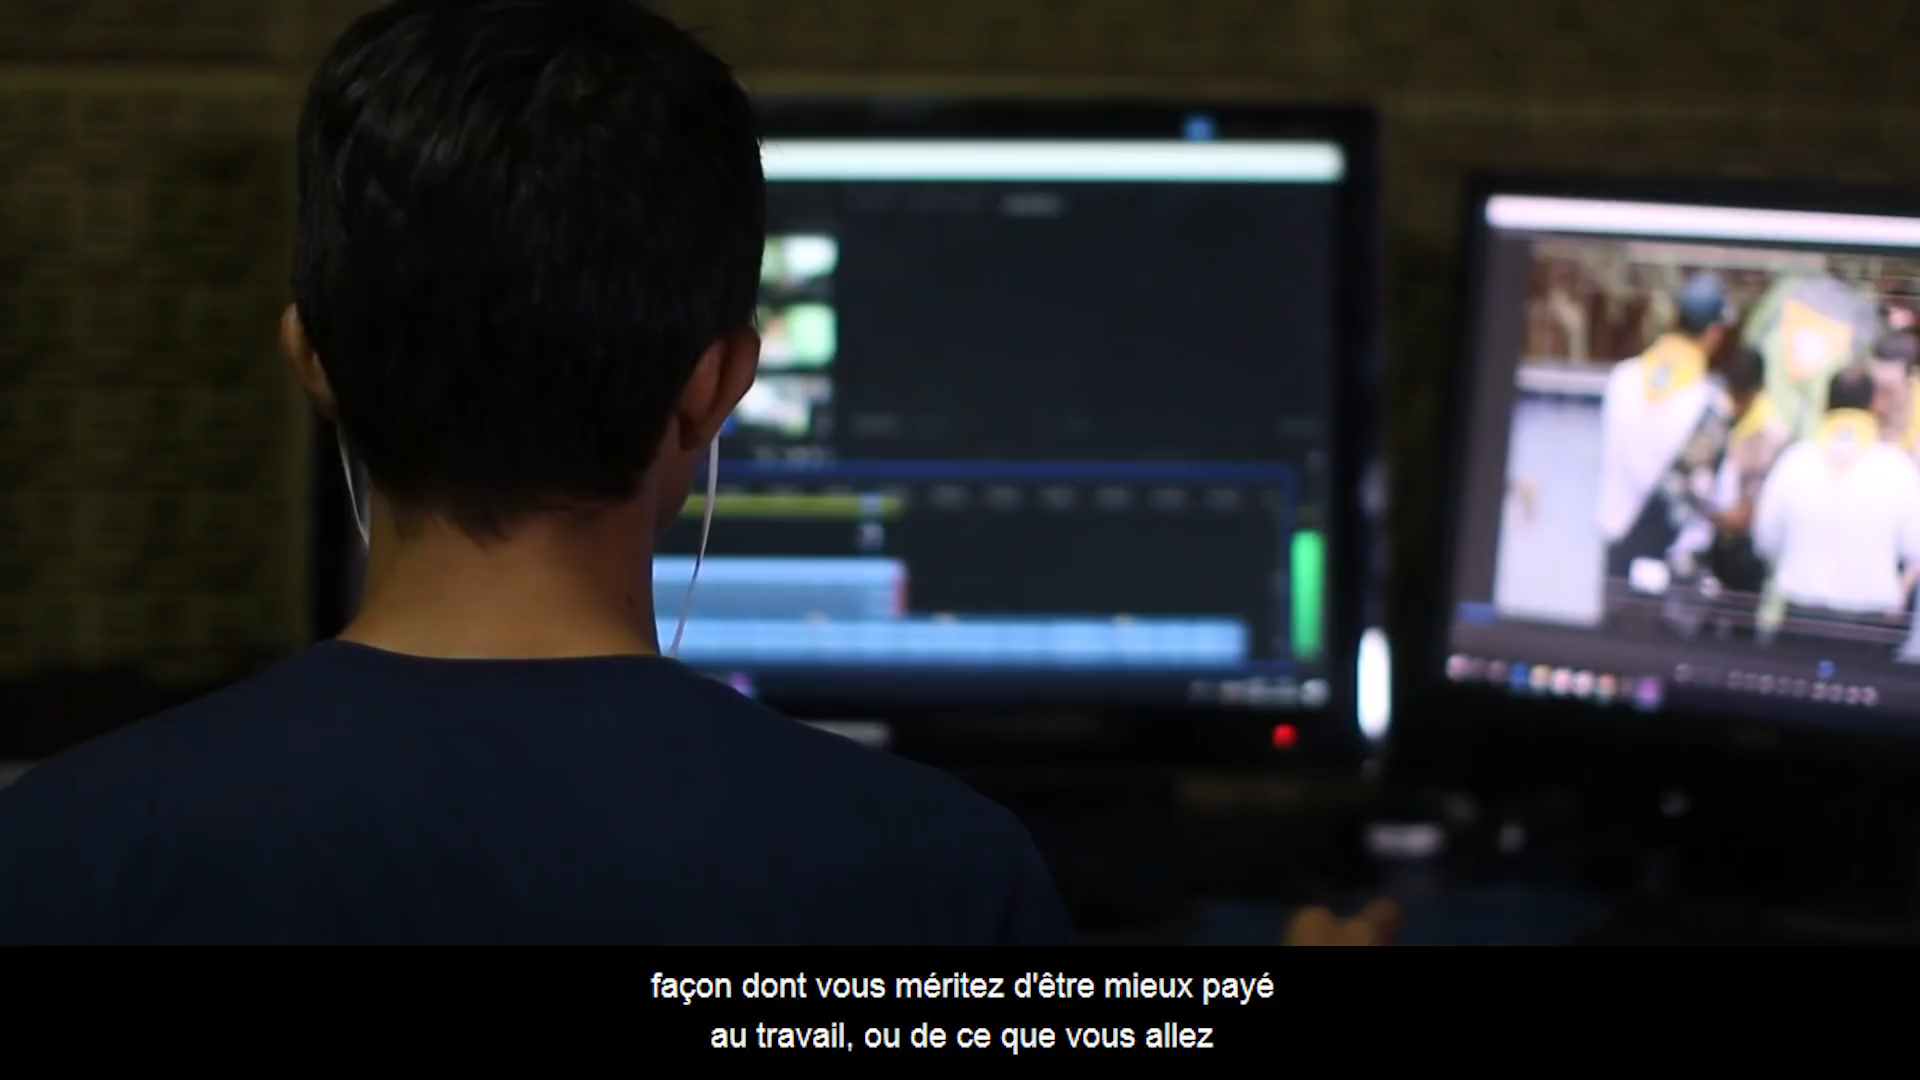 façon dont vous méritez d'être mieux payé
au travail, ou de ce que vous allez